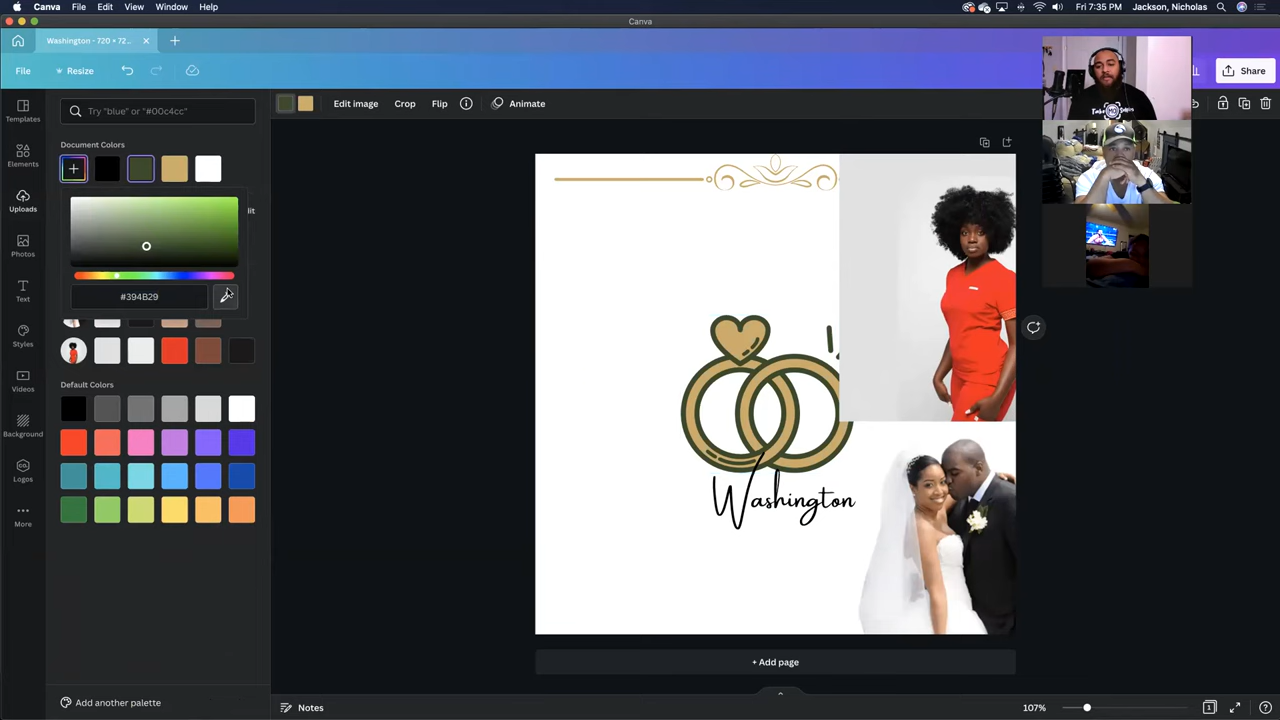 Canva File Edit View Window Help
Fri 7:35 PM Jackson, Nicholas
Canva
Washington - 720 × 72...
File Resize
Share
Try "blue" or "#00c4cc"
Edit image Crop Flip Animate
Templates
Document Colors
Elements
Uploads
Photos
#394B29
Text
Styles
Videos
Default Colors
Background
Logos
More
Washington
+ Add page
Add another palette
Notes
107%
1